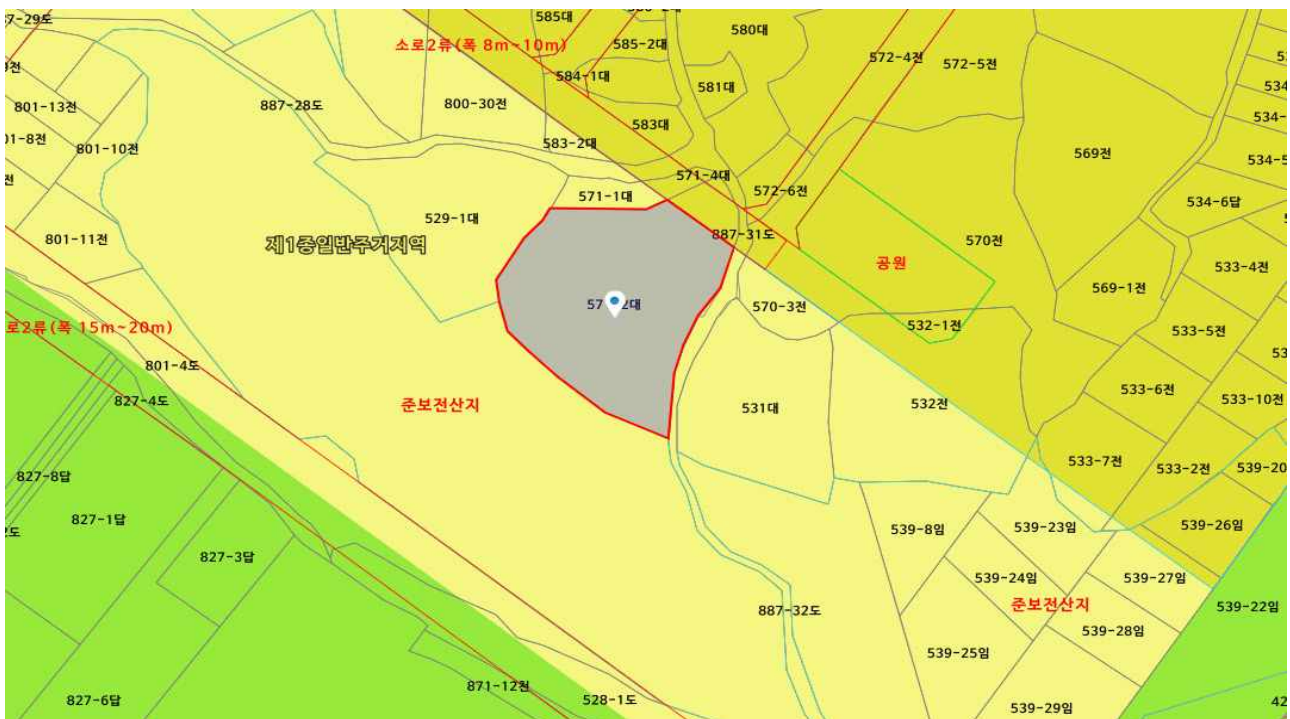 585대
580대
소로2류(폭 8m~10m)
585-2대
572-4전
572-5전
584-1대
581대
801-13전
887-28도
800-30전
583대
801-10전
583-2대
569전
571-4대
572-6전
571-1대
534-6답
529-1대
제1종일반주거지역
801-11전
887-31도
570전
공원
533-4전
569-1전
570-3전
532-1전
533-5전
801-4도
827-4도
533-6전
533-10전
준보전산지
531대
532전
533-7전
533-2전
827-8답
827-1답
539-8임
539-23임
539-26임
827-3답
539-24임
539-27임
887-32도
준보전산지
539-22임
539-28임
539-25임
871-12전
528-1도
827-6답
539-29임